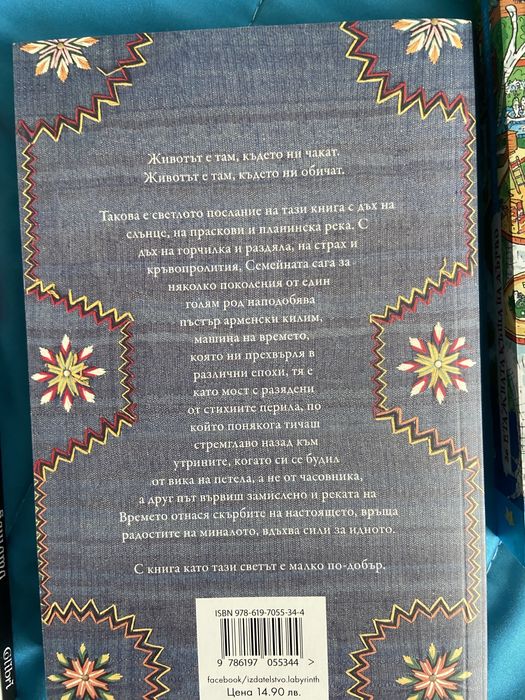 Животът е там, където ни чакат.
Животът е там, където ни обичат.
Такова е светлото послание на тази книга с дъх на
слънце, на праскови и планинска река. С
дъх на горчилка и раздяла, на страх и
кръвопролития, Семейната сага за
няколко поколения от един
голям род наподобява
пъстър арменски килим,
машина на времето,
която ни прехвърля в
различни епохи, тя е
като мост с разядени
от стихиите перила, по
който понякога тичаш
стремглаво назад към
утрините, когато си се будил
от вика на петела, а не от часовника,
а друг път вървиш замислено и реката на
Времето отнася скърбите на настоящето, връща
радостите на миналото, вдъхва сили за идното.
С книга като тази светът е малко по-добър.
ISBN 978-619-7055-34-4
9 786197 055344 >
facebook/izdatelstvo.labyrinth
Цена 14.90 лв.
colibri